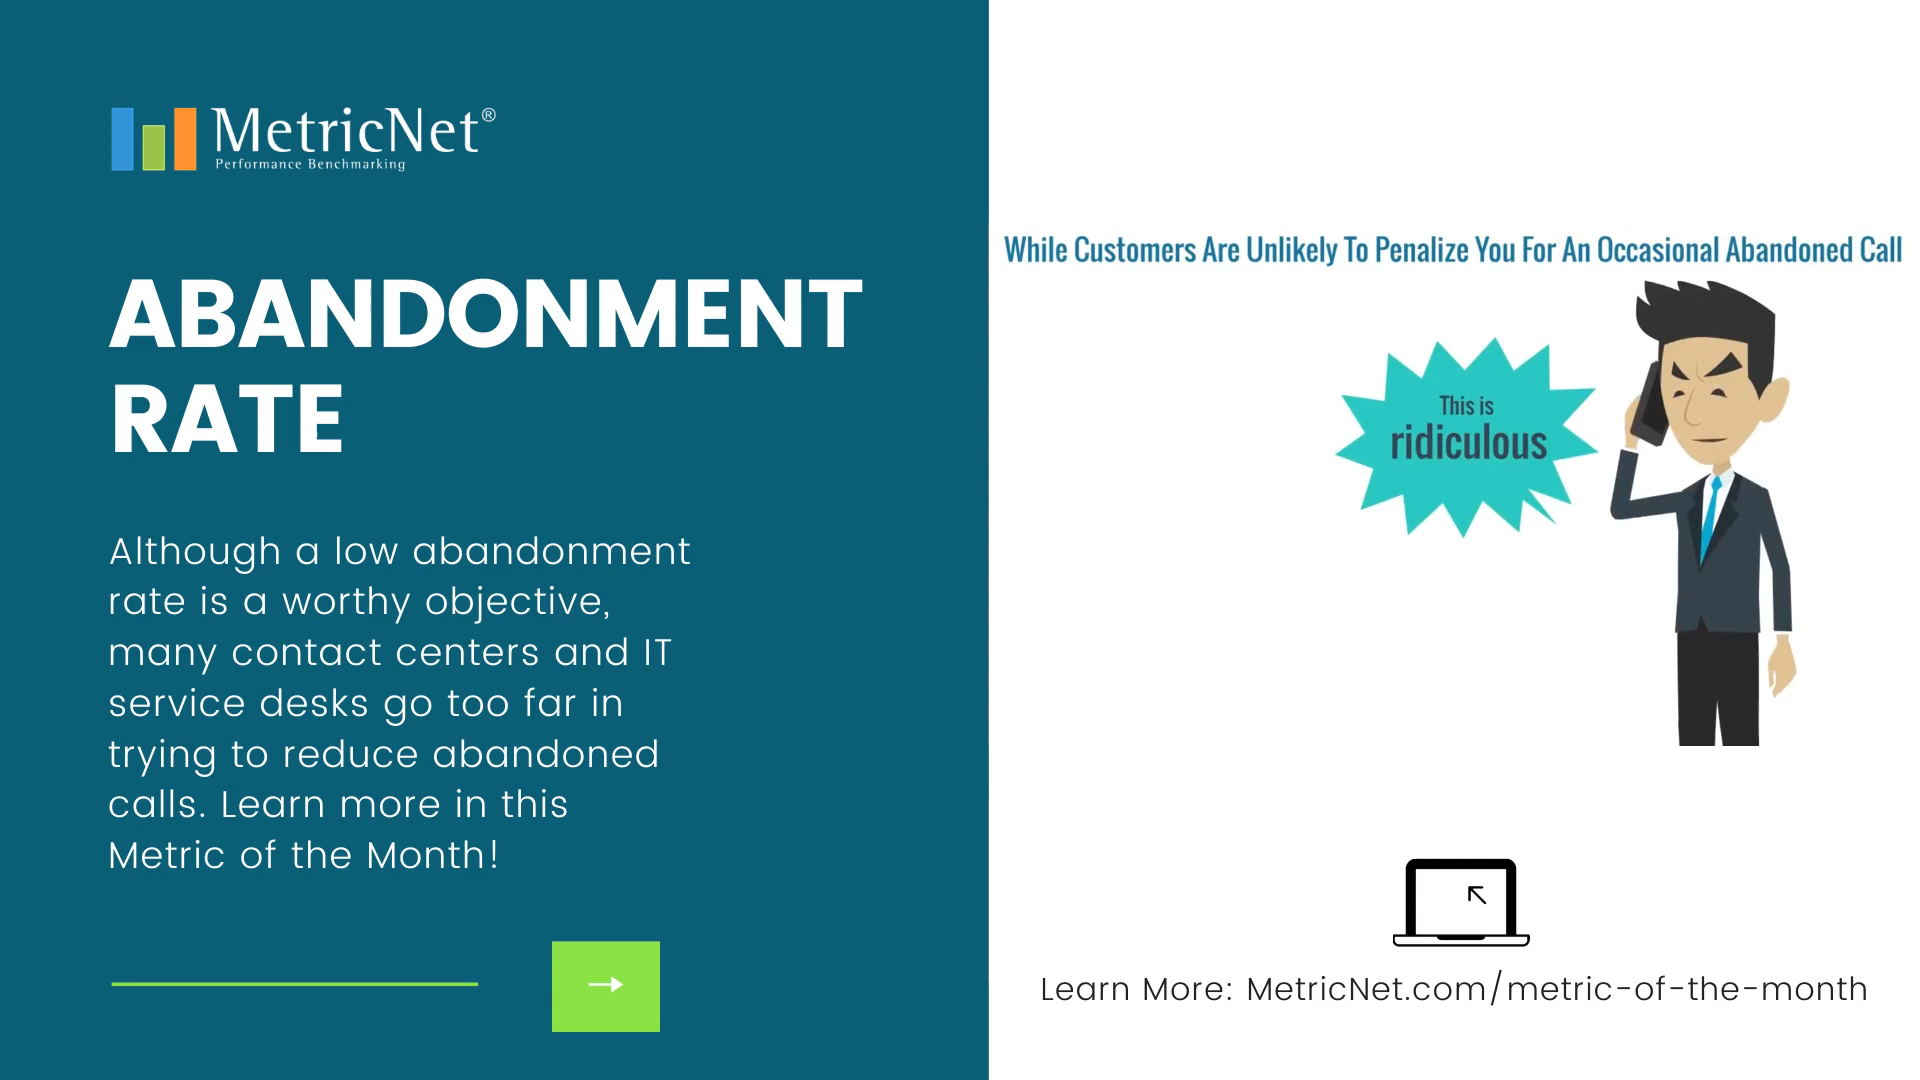 MetricNet®
Performance Benchmarking
ABANDONMENT
RATE
Although a low abandonment
rate is a worthy objective,
many contact centers and IT
service desks go too far in
trying to reduce abandoned
calls. Learn more in this
Metric of the Month!
While Customers Are Unlikely To Penalize You For An Occasional Abandoned Call
This is
ridiculous
Learn More: MetricNet.com/metric-of-the-month